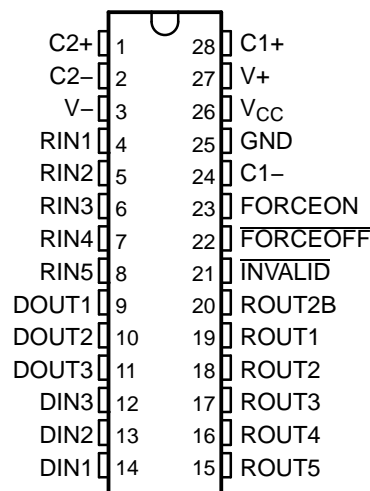 C2+ 1 28 C1+
C2− 2 27 V+
V− 3 26 VCC
RIN1 4 25 GND
RIN2 5 24 C1−
RIN3 6 23 FORCEON
RIN4 7 22 FORCEOFF
RIN5 8 21 INVALID
DOUT1 9 20 ROUT2B
DOUT2 10 19 ROUT1
DOUT3 11 18 ROUT2
DIN3 12 17 ROUT3
DIN2 13 16 ROUT4
DIN1 14 15 ROUT5